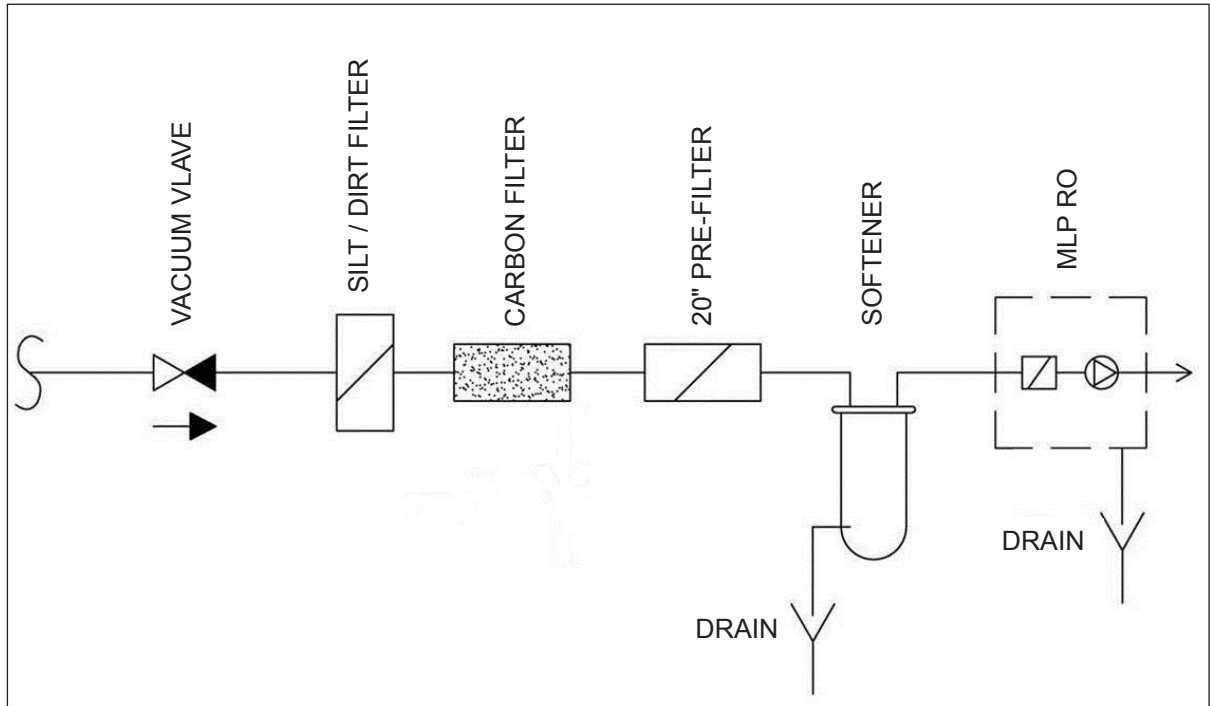 VACUUM VLAVE
SILT / DIRT FILTER
CARBON FILTER
20" PRE-FILTER
SOFTENER
MLP RO
DRAIN
DRAIN